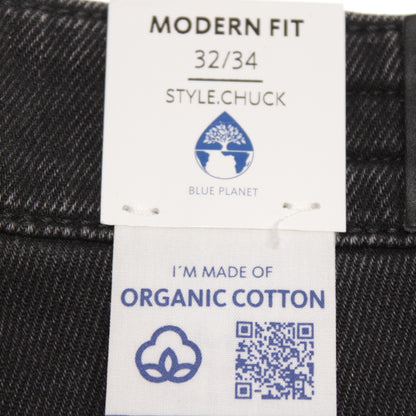 MODERN FIT
32/34
STYLE.CHUCK
BLUE PLANET
I´M MADE OF
ORGANIC COTTON